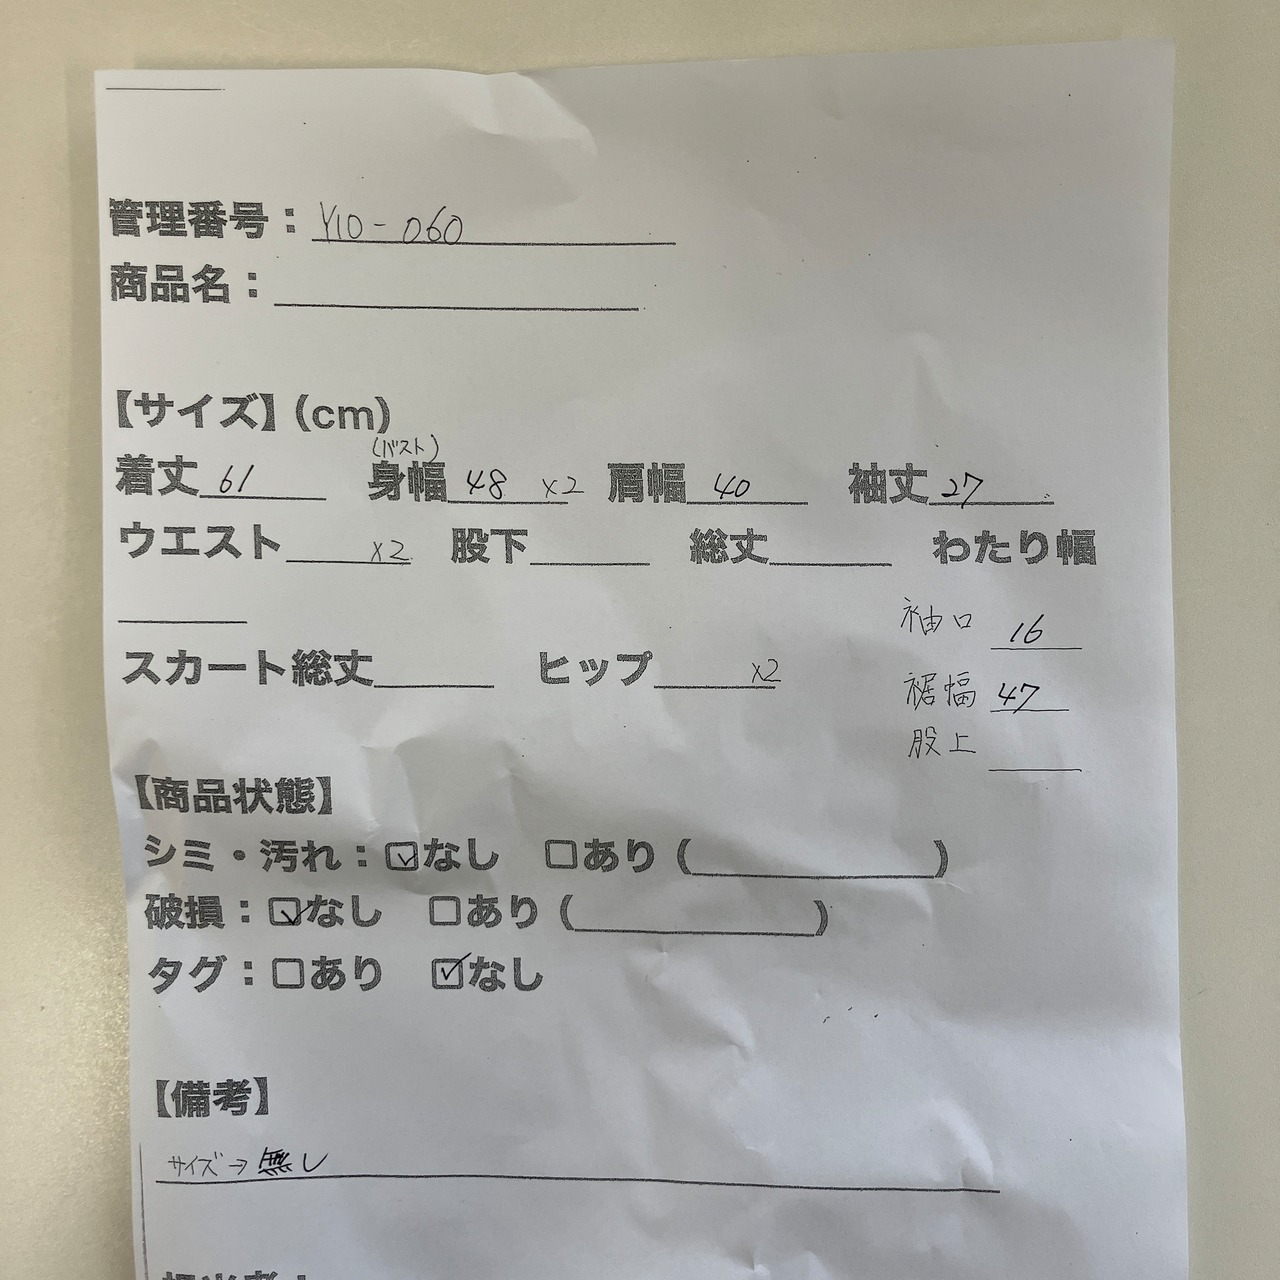 管理番号：Y10-060
商品名：
【サイズ】(cm)
(バスト)
着丈 61 身幅 48 x2 肩幅 40 袖丈 27
ウエスト x2 股下 総丈 わたり幅
袖口 16
スカート総丈 ヒップ x2
裾幅 47
股上
【商品状態】
シミ・汚れ：☑なし □あり ( )
破損：☑なし □あり ( )
タグ：□あり ☑なし
【備考】
サイズ→無し